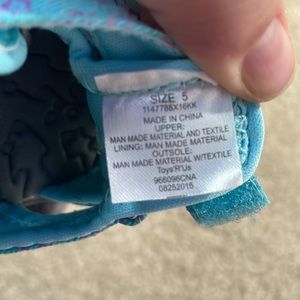 SIZE 5
1147788X16KK
MADE IN CHINA
UPPER:
MAN MADE MATERIAL AND TEXTILE
LINING: MAN MADE MATERIAL
OUTSOLE:
MAN MADE MATERIAL W/TEXTILE
Toys'R'Us
966096CNA
08252015